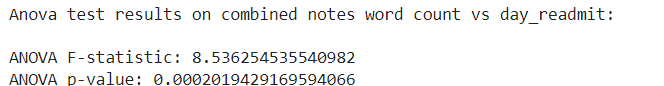 Anova test results on combined notes word count vs day_readmit:
ANOVA F-statistic: 8.536254535540982
ANOVA p-value: 0.0002019429169594066